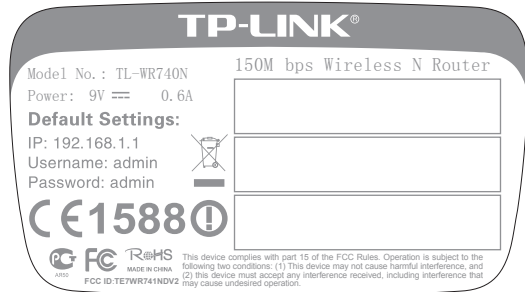 TP-LINK®
Model No.: TL-WR740N
150M bps Wireless N Router
Power: 9V 0.6A
Default Settings:
IP: 192.168.1.1
Username: admin
Password: admin
CE1588
AR50
FC
RoHS
MADE IN CHINA
FCC ID:TE7WR741NDV2
This device complies with part 15 of the FCC Rules. Operation is subject to the
following two conditions: (1) This device may not cause harmful interference, and
(2) this device must accept any interference received, including interference that
may cause undesired operation.